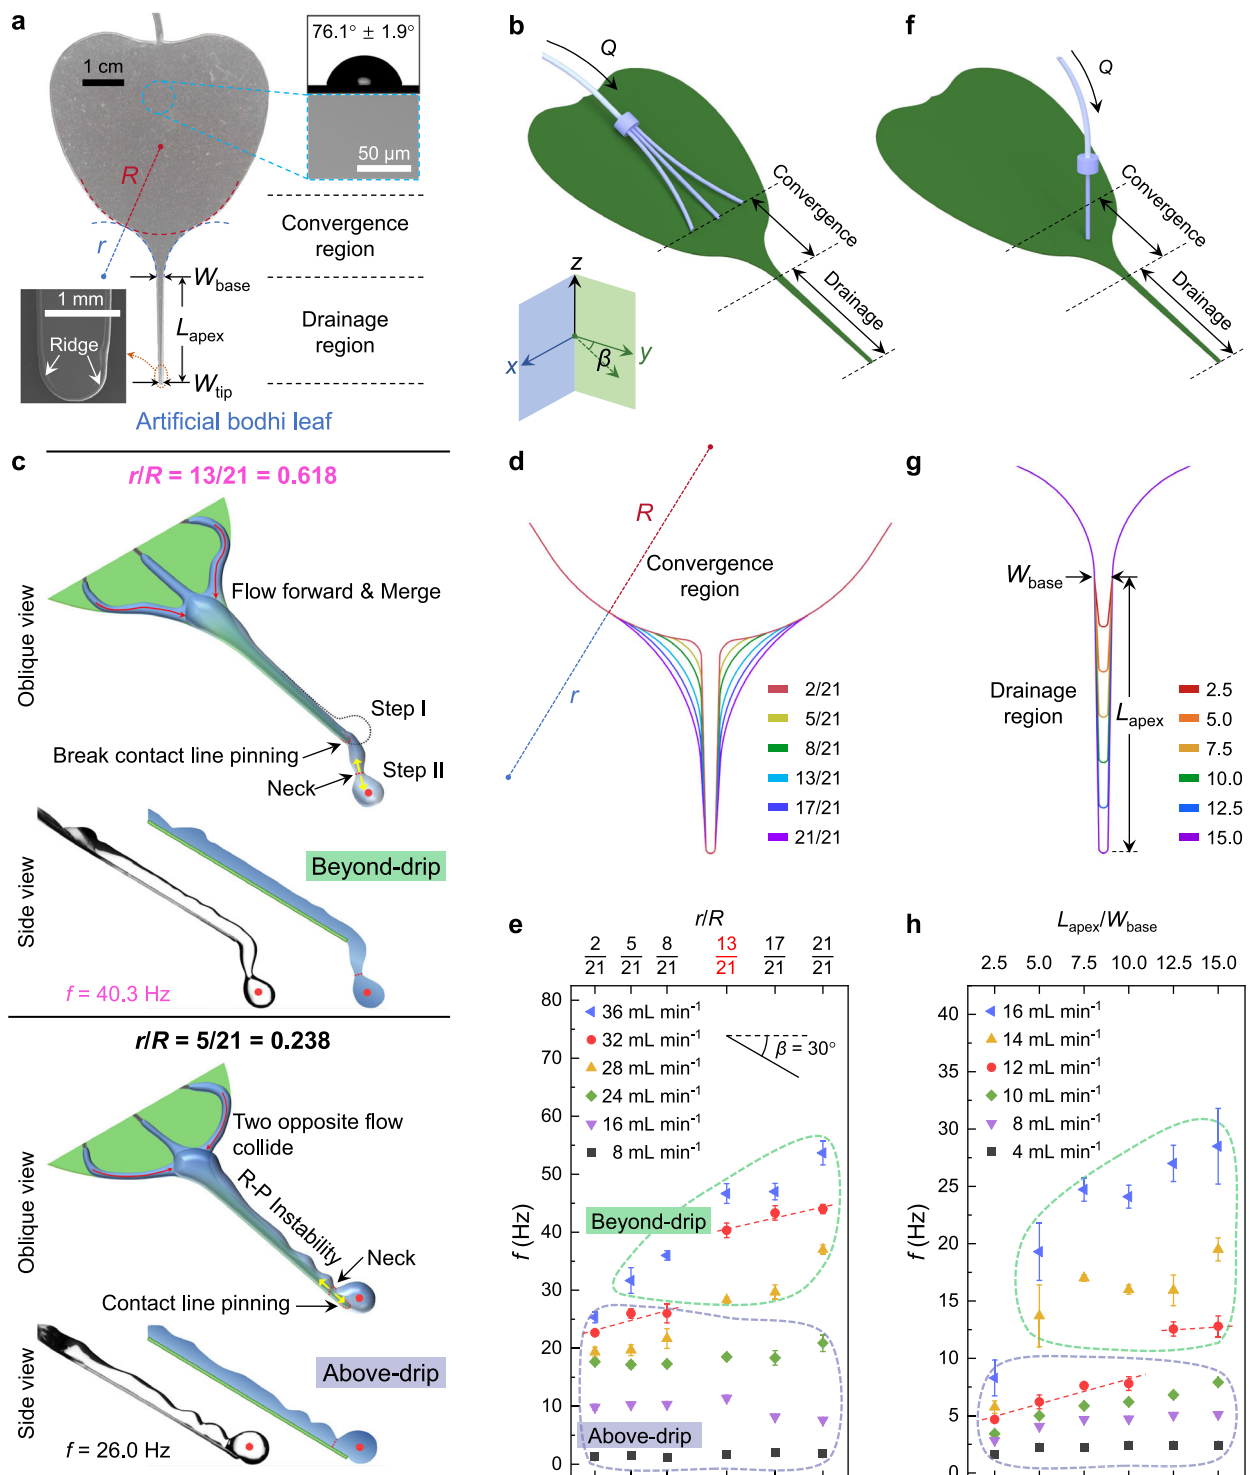 a
76.1° ± 1.9°
1 cm
50 µm
R
r
Convergence
region
W_base
1 mm
Ridge
L_apex
Drainage
region
W_tip
Artificial bodhi leaf
b
Q
Convergence
Drainage
z
x
y
β
f
Q
Convergence
Drainage
c
r/R = 13/21 = 0.618
Oblique view
Flow forward & Merge
Step I
Break contact line pinning
Step II
Neck
Side view
Beyond-drip
f = 40.3 Hz
r/R = 5/21 = 0.238
Oblique view
Two opposite flow
collide
R-P Instability
Neck
Contact line pinning
Side view
Above-drip
f = 26.0 Hz
d
R
Convergence
region
r
2/21
5/21
8/21
13/21
17/21
21/21
g
W_base
Drainage
region
L_apex
2.5
5.0
7.5
10.0
12.5
15.0
e
r/R
2/21 5/21 8/21 13/21 17/21 21/21
80
70
60
50
40
30
20
10
0
f (Hz)
36 mL min⁻¹
32 mL min⁻¹
28 mL min⁻¹
24 mL min⁻¹
16 mL min⁻¹
8 mL min⁻¹
β = 30°
Beyond-drip
Above-drip
h
L_apex/W_base
2.5 5.0 7.5 10.0 15.0
40
35
30
25
20
15
10
5
0
f (Hz)
16 mL min⁻¹
14 mL min⁻¹
12 mL min⁻¹
10 mL min⁻¹
8 mL min⁻¹
4 mL min⁻¹